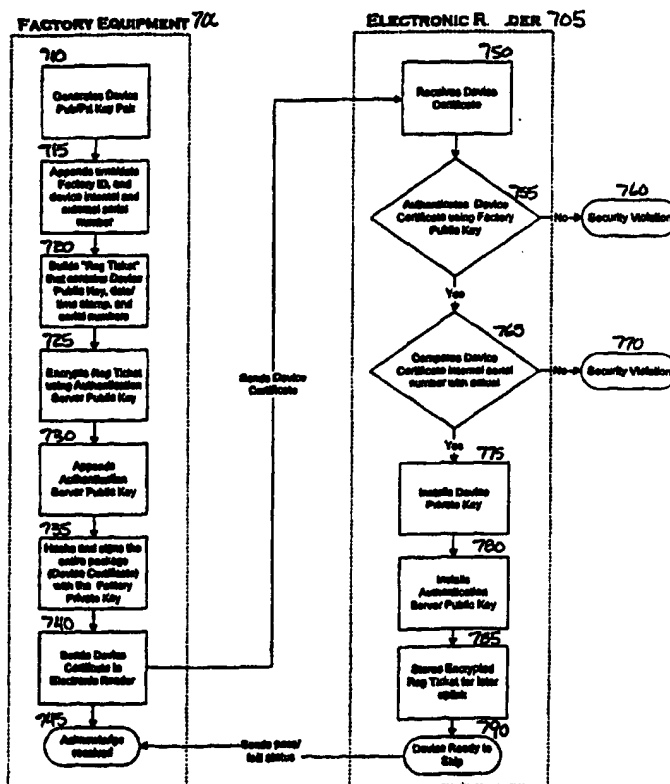 FACTORY EQUIPMENT 70
ELECTRONIC R DER 705
710
Generates Device
Pub/Pri Key Pair
715
Appends
Factory ID, and
device internal and
external serial
number
720
Builds "Reg Ticket"
that contains Device
Public Key, date/
time stamp, and
serial numbers
725
Encrypts Reg Ticket
using Authentication
Server Public Key
730
Appends
Authentication
Server Public Key
735
Hashes and signs the
entire package
(Device Certificate)
with the Factory
Private Key
740
Sends Device
Certificate to
Electronic Reader
745
Acknowledge
received
Sends Device
Certificate
750
Receives Device
Certificate
755
Authenticates Device
Certificate using Factory
Public Key
No
760
Security Violation
Yes
765
Compares Device
Certificate internal serial
number with actual
No
770
Security Violation
Yes
775
Installs Device
Private Key
780
Installs
Authentication
Server Public Key
785
Stores Encrypted
Reg Ticket for later
uplink
790
Device Ready to
Ship
Sends pass/
fail status